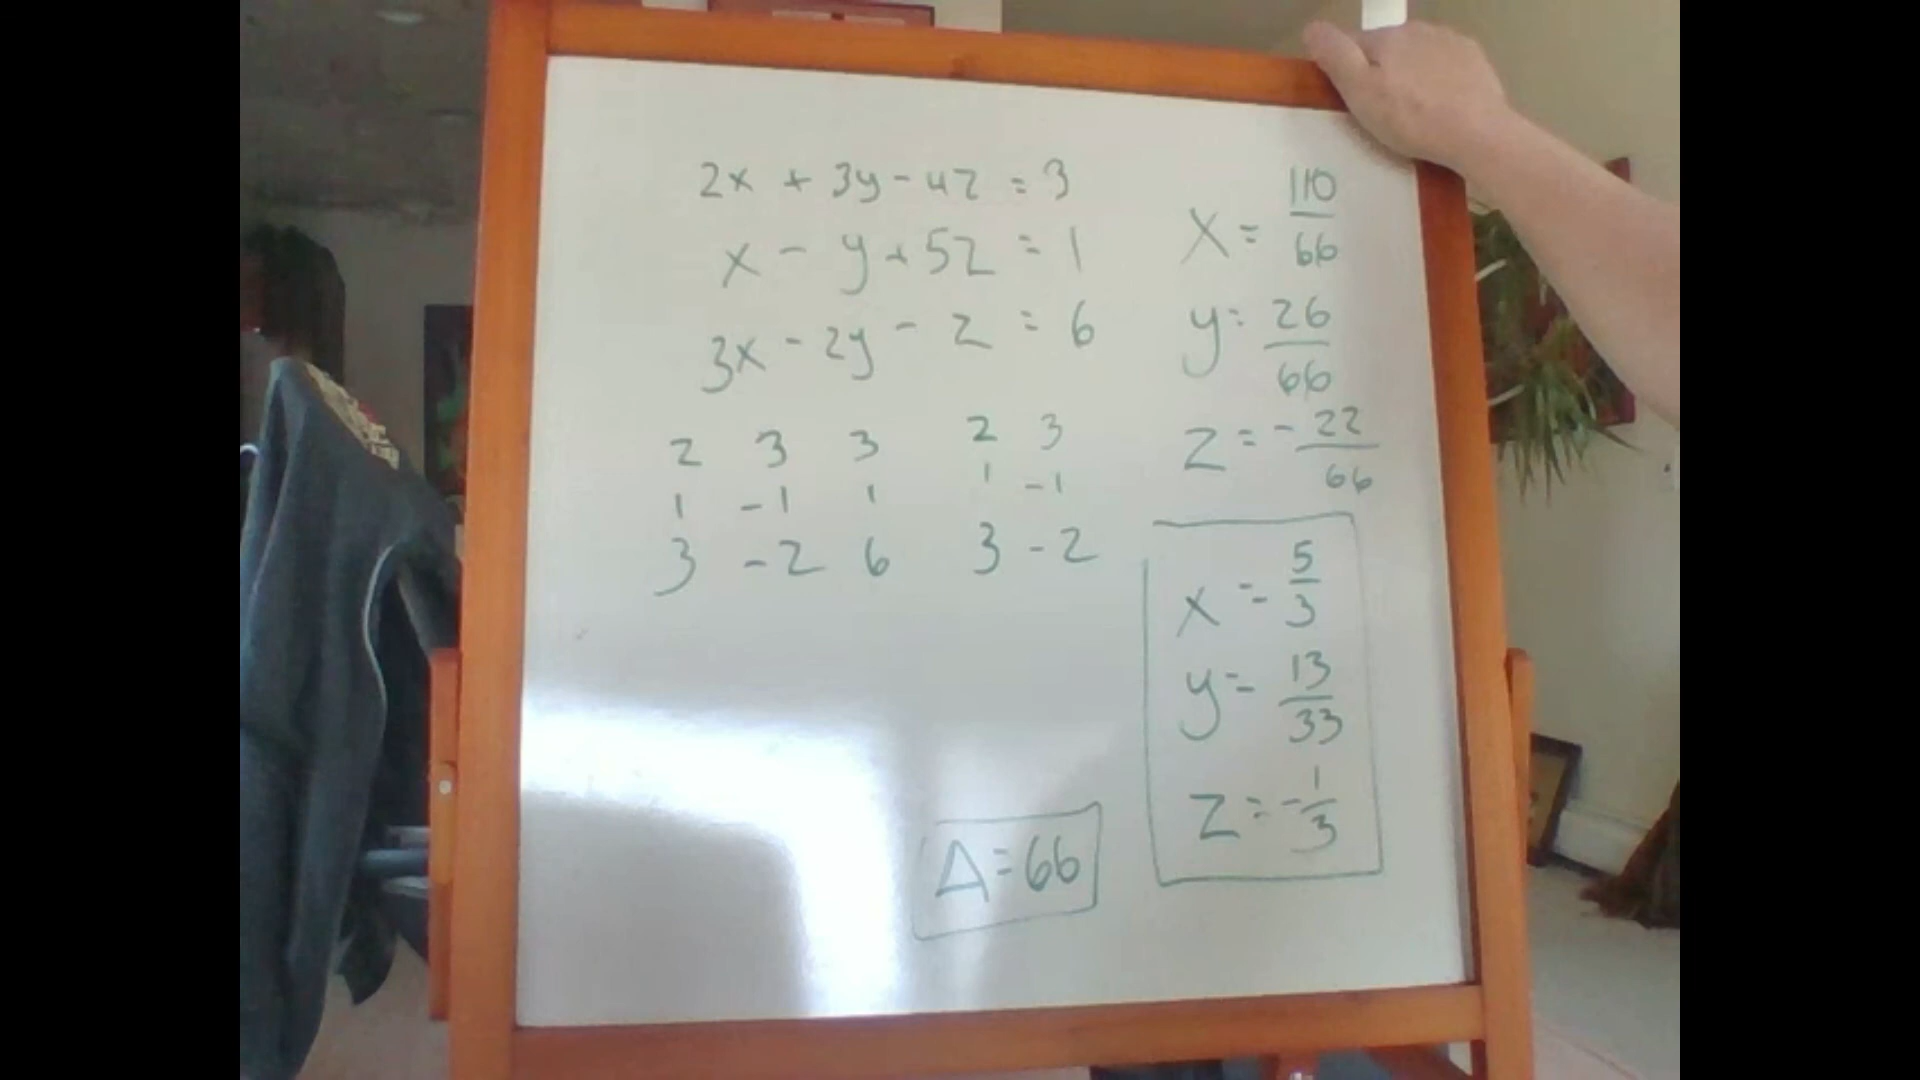 2x + 3y - 4z = 3
x - y + 5z = 1
3x - 2y - z = 6
2 3 3 2 3
1 -1 1 1 -1
3 -2 6 3 -2
Δ = 66
x = 110/66
y = 26/66
z = -22/66
x = 5/3
y = 13/33
z = -1/3